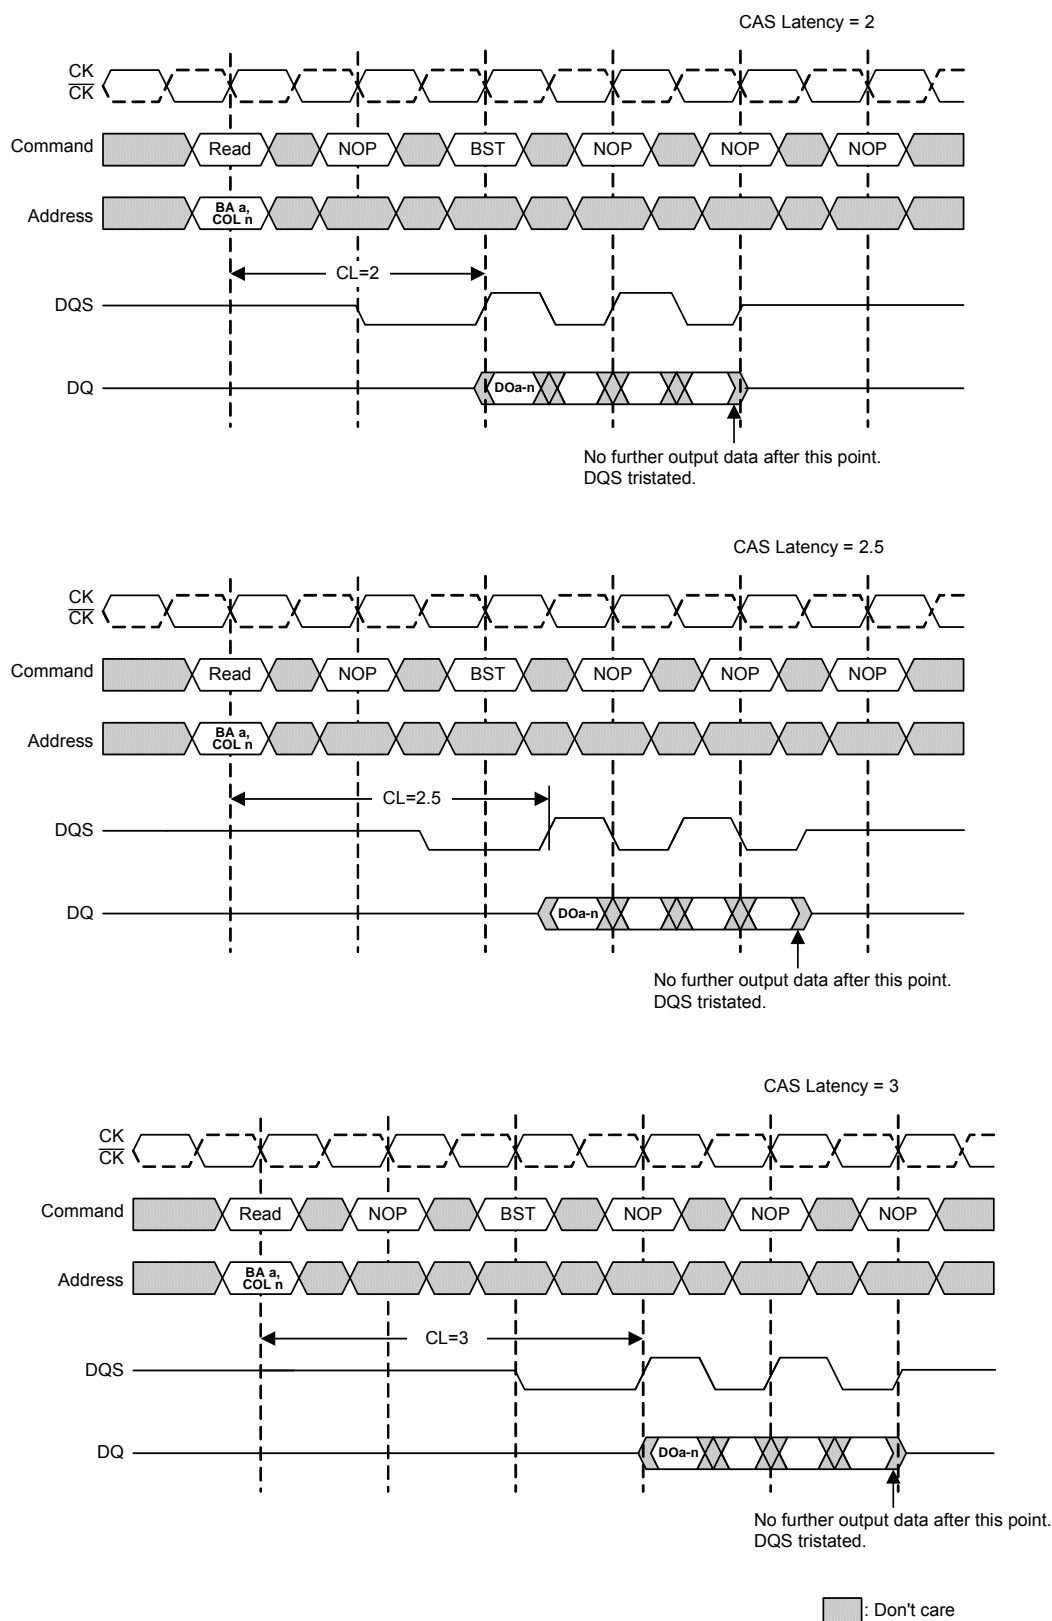 CAS Latency = 2
CK
CK
Command Read NOP BST NOP NOP NOP
Address BA a,
COL n
CL=2
DQS
DQ DOa-n
No further output data after this point.
DQS tristated.
CAS Latency = 2.5
CK
CK
Command Read NOP BST NOP NOP NOP
Address BA a,
COL n
CL=2.5
DQS
DQ DOa-n
No further output data after this point.
DQS tristated.
CAS Latency = 3
CK
CK
Command Read NOP BST NOP NOP NOP
Address BA a,
COL n
CL=3
DQS
DQ DOa-n
No further output data after this point.
DQS tristated.
: Don't care